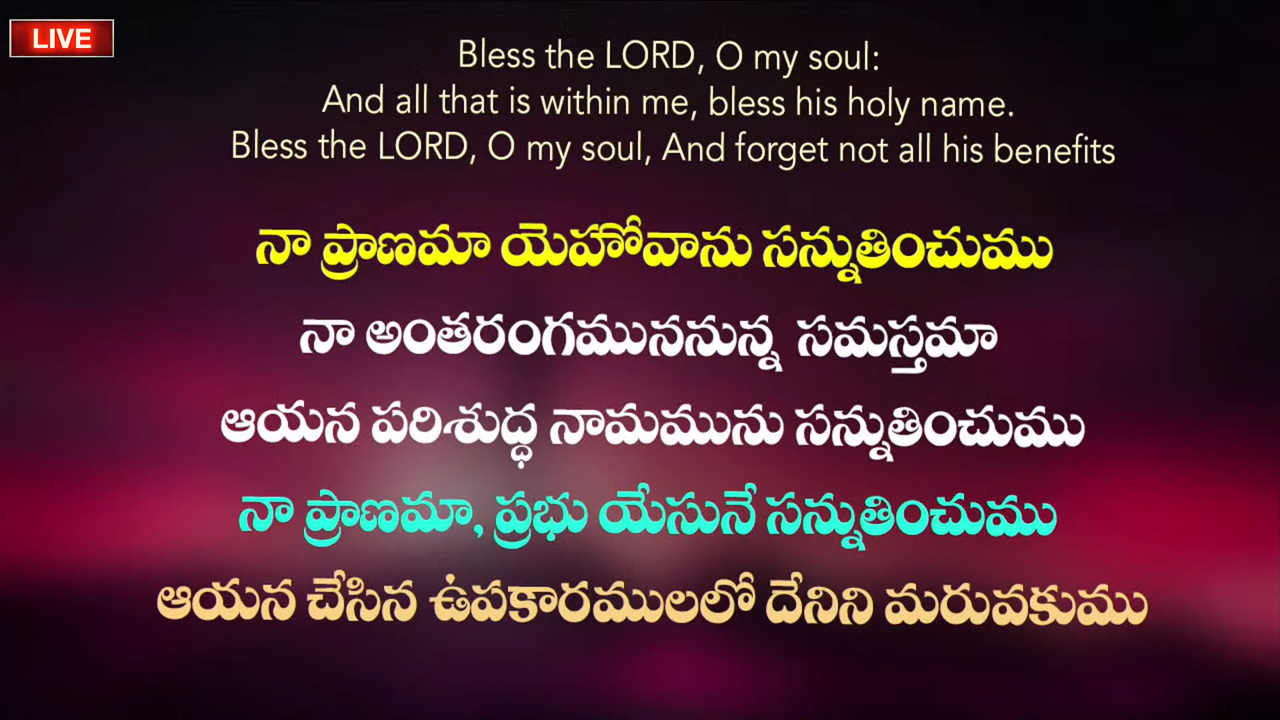 LIVE
Bless the LORD, O my soul:
And all that is within me, bless his holy name.
Bless the LORD, O my soul, And forget not all his benefits
నా ప్రాణమా యెహోవాను సన్నుతించుము
నా అంతరంగముననున్న సమస్తమా
ఆయన పరిశుద్ధ నామమును సన్నుతించుము
నా ప్రాణమా, ప్రభు యేసునే సన్నుతించుము
ఆయన చేసిన ఉపకారములలో దేనిని మరువకుము